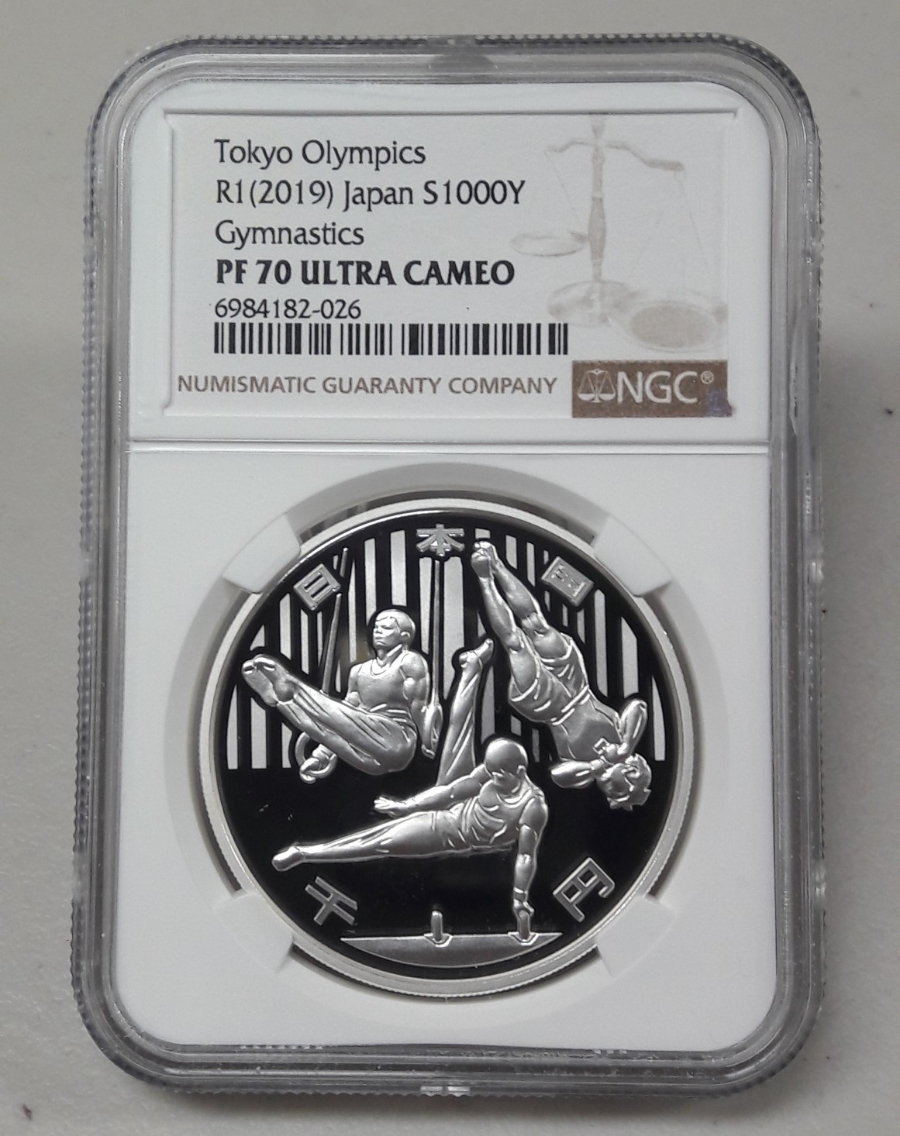 Tokyo Olympics
R1(2019) Japan S1000Y
Gymnastics
PF 70 ULTRA CAMEO
6984182-026
NUMISMATIC GUARANTY COMPANY
NGC®
日本国
千円